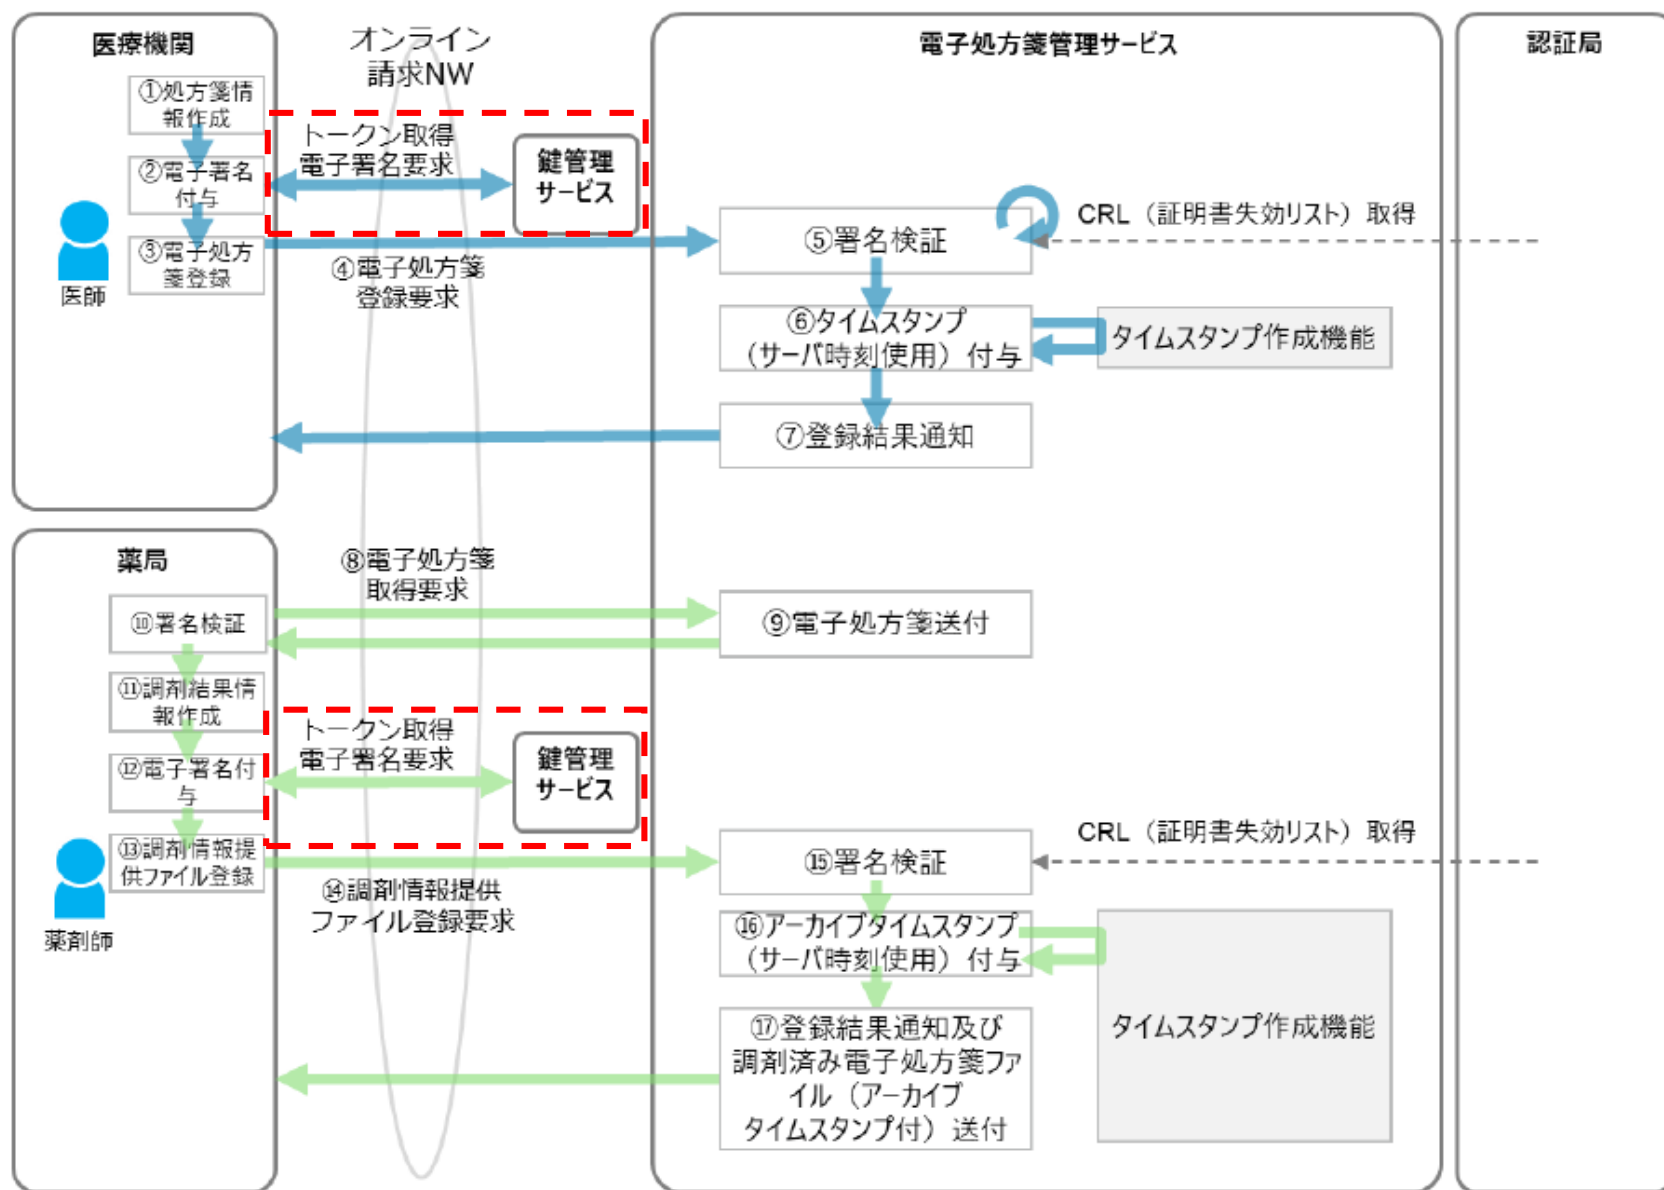 医療機関
オンライン
請求NW
電子処方箋管理サービス
認証局
①処方箋情
報作成
②電子署名
付与
③電子処方
箋登録
医師
トークン取得
電子署名要求
鍵管理
サービス
④電子処方箋
登録要求
⑤署名検証
CRL（証明書失効リスト）取得
⑥タイムスタンプ
（サーバ時刻使用）付与
タイムスタンプ作成機能
⑦登録結果通知
薬局
⑧電子処方箋
取得要求
⑨電子処方箋送付
⑩署名検証
⑪調剤結果情
報作成
⑫電子署名付
与
⑬調剤情報提
供ファイル登録
薬剤師
トークン取得
電子署名要求
鍵管理
サービス
⑭調剤情報提供
ファイル登録要求
⑮署名検証
CRL（証明書失効リスト）取得
⑯アーカイブタイムスタンプ
（サーバ時刻使用）付与
タイムスタンプ作成機能
⑰登録結果通知及び
調剤済み電子処方箋ファ
イル（アーカイブ
タイムスタンプ付）送付